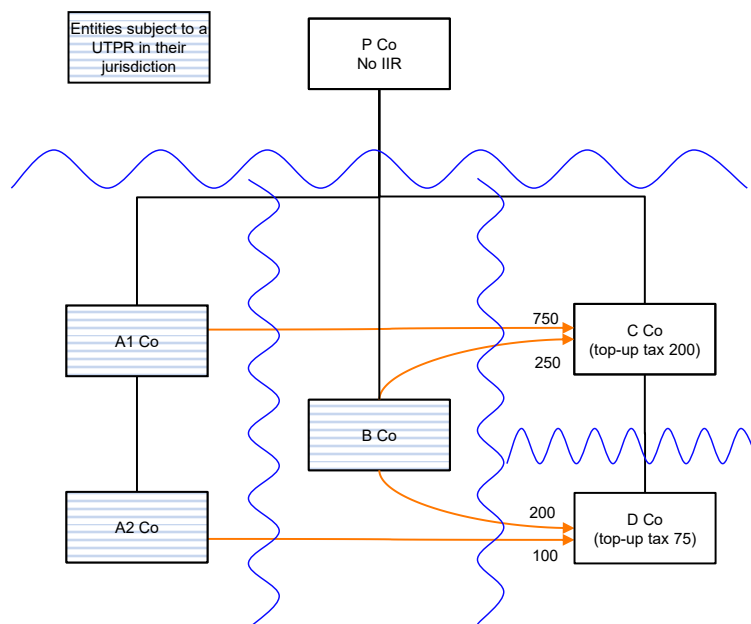 Entities subject to a
UTPR in their
jurisdiction
P Co
No IIR
A1 Co
750
C Co
(top-up tax 200)
250
B Co
A2 Co
200
D Co
(top-up tax 75)
100